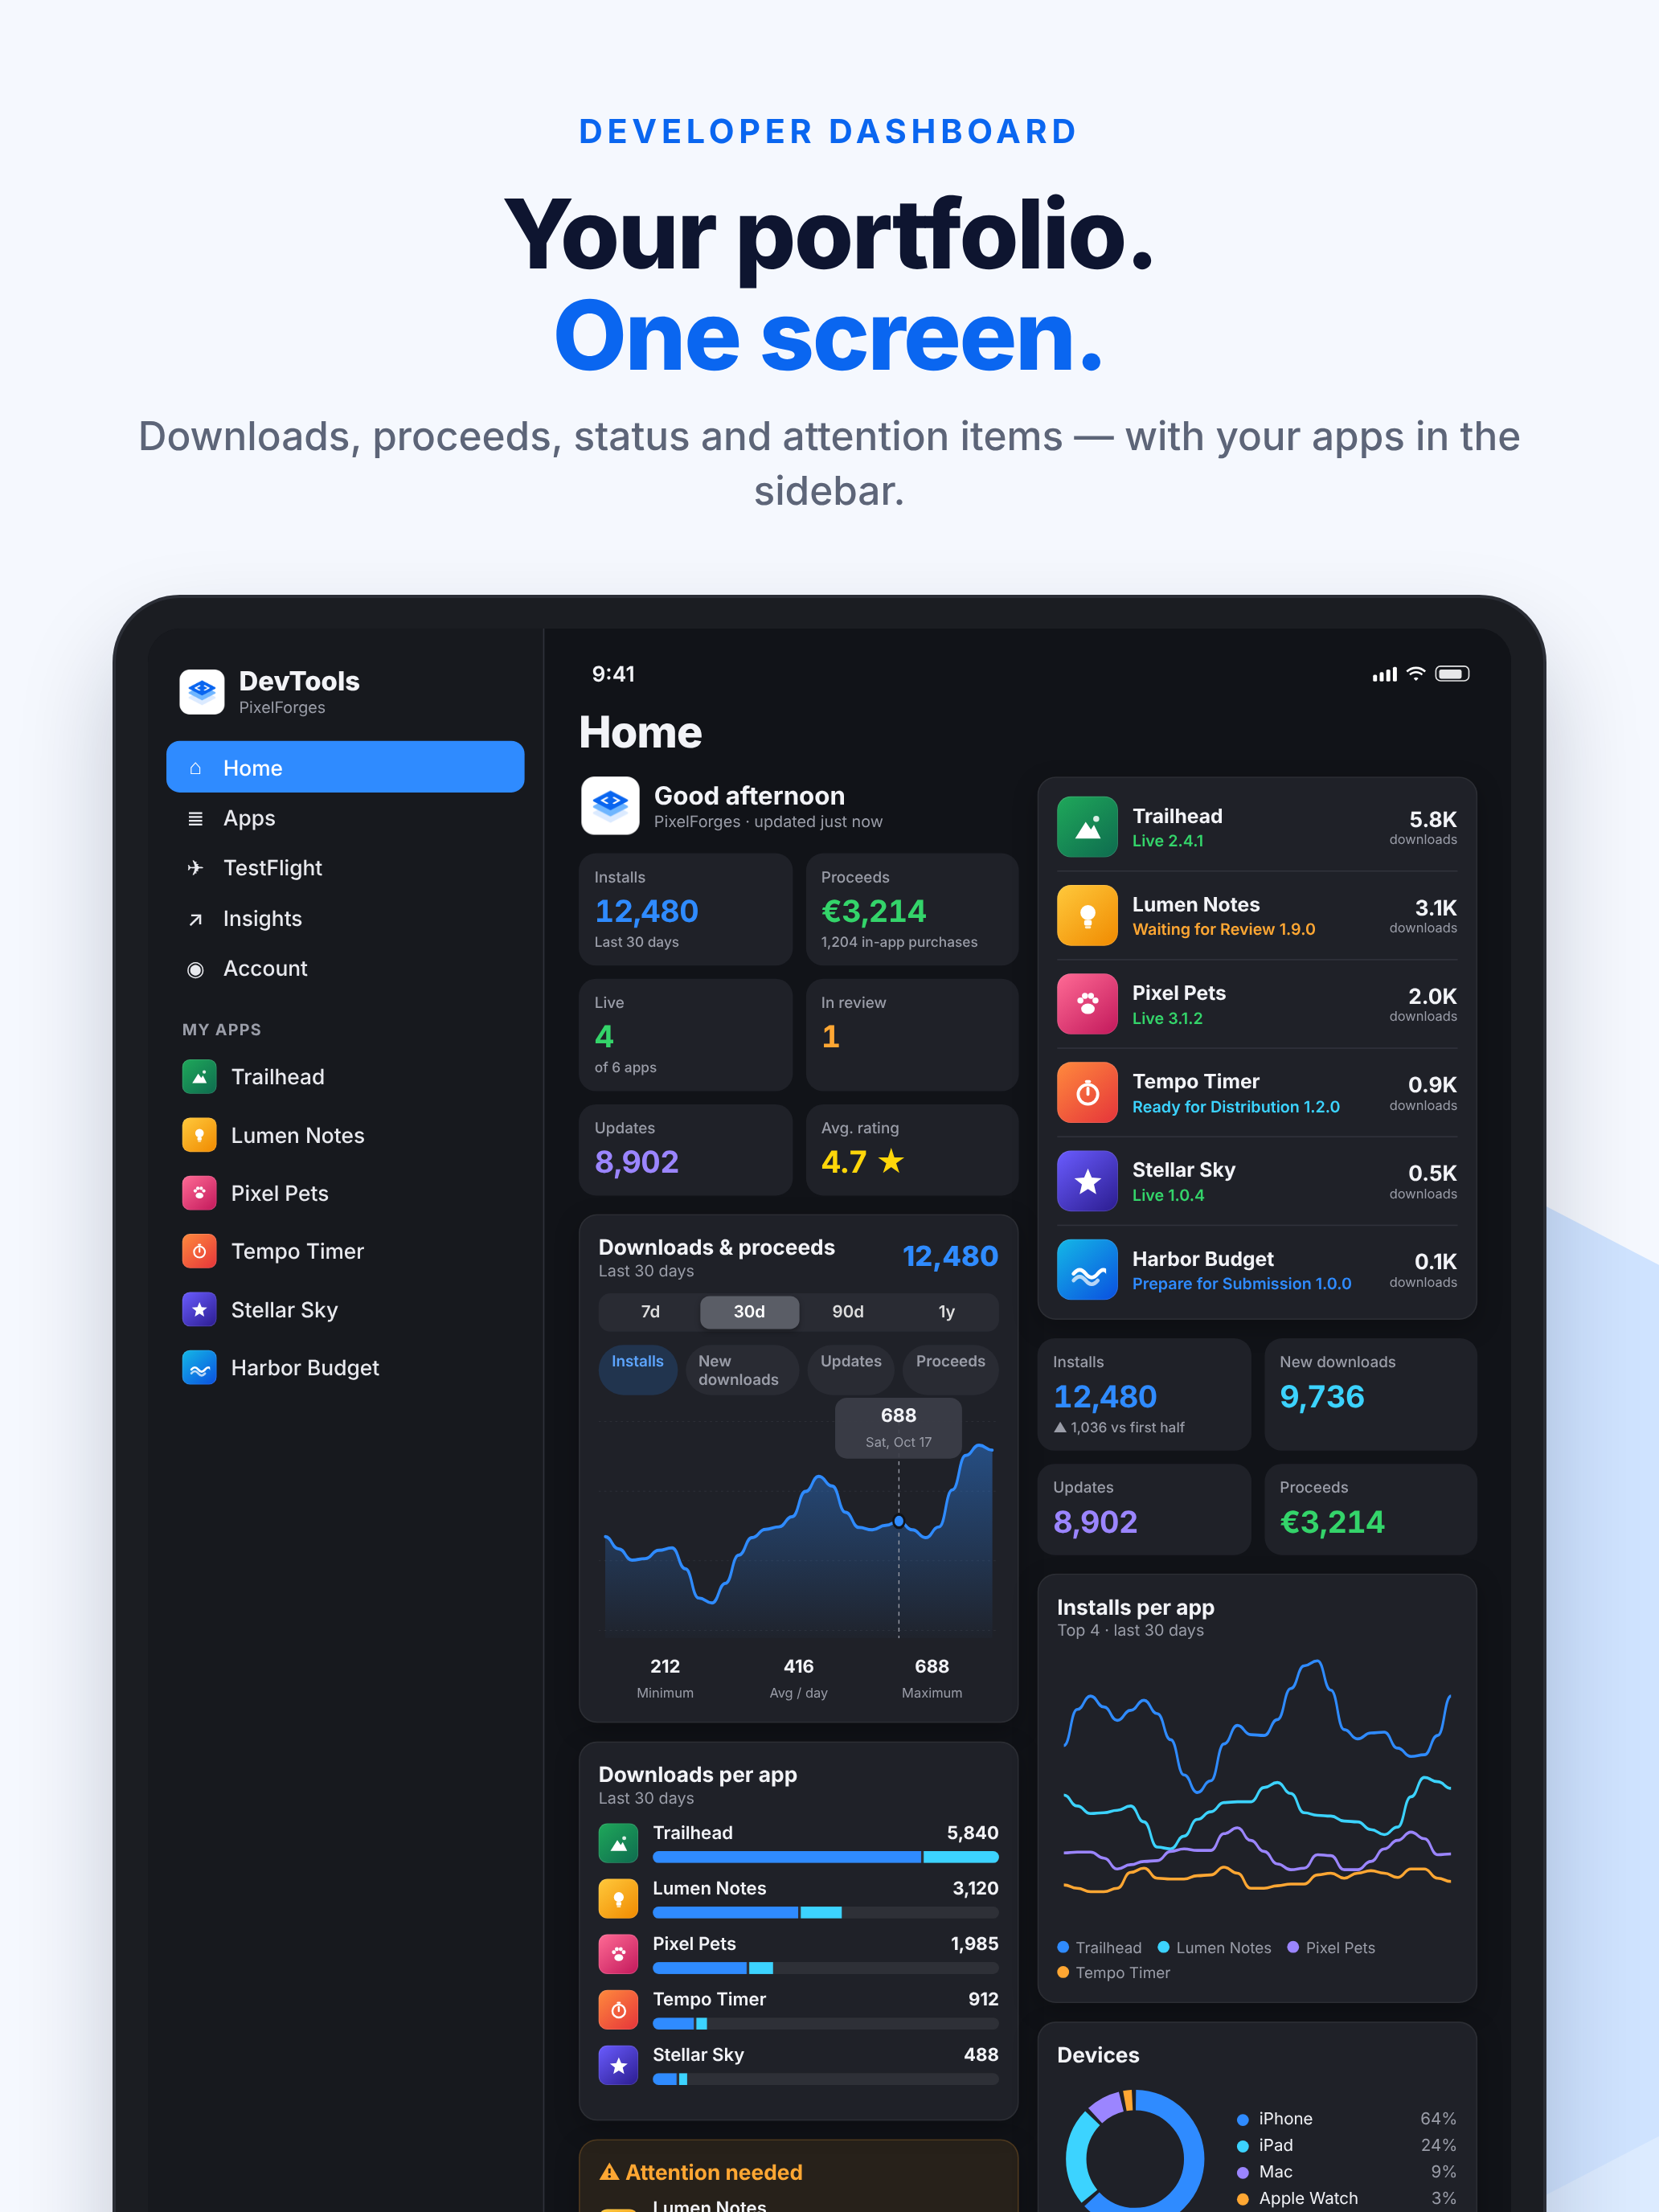 DEVELOPER DASHBOARD
Your portfolio.
One screen.
Downloads, proceeds, status and attention items — with your apps in the
sidebar.
DevTools
PixelForges
Home
Apps
TestFlight
Insights
Account
MY APPS
Trailhead
Lumen Notes
Pixel Pets
Tempo Timer
Stellar Sky
Harbor Budget
9:41
Home
Good afternoon
PixelForges · updated just now
Installs
12,480
Last 30 days
Proceeds
€3,214
1,204 in-app purchases
Live
4
of 6 apps
In review
1
Updates
8,902
Avg. rating
4.7 ★
Downloads & proceeds
Last 30 days
12,480
7d 30d 90d 1y
Installs
New
downloads
Updates
Proceeds
688
Sat, Oct 17
212
Minimum
416
Avg / day
688
Maximum
Downloads per app
Last 30 days
Trailhead 5,840
Lumen Notes 3,120
Pixel Pets 1,985
Tempo Timer 912
Stellar Sky 488
Attention needed
Lumen Notes
Trailhead
Live 2.4.1
5.8K
downloads
Lumen Notes
Waiting for Review 1.9.0
3.1K
downloads
Pixel Pets
Live 3.1.2
2.0K
downloads
Tempo Timer
Ready for Distribution 1.2.0
0.9K
downloads
Stellar Sky
Live 1.0.4
0.5K
downloads
Harbor Budget
Prepare for Submission 1.0.0
0.1K
downloads
Installs
12,480
▲ 1,036 vs first half
New downloads
9,736
Updates
8,902
Proceeds
€3,214
Installs per app
Top 4 · last 30 days
Trailhead Lumen Notes Pixel Pets
Tempo Timer
Devices
iPhone 64%
iPad 24%
Mac 9%
Apple Watch 3%